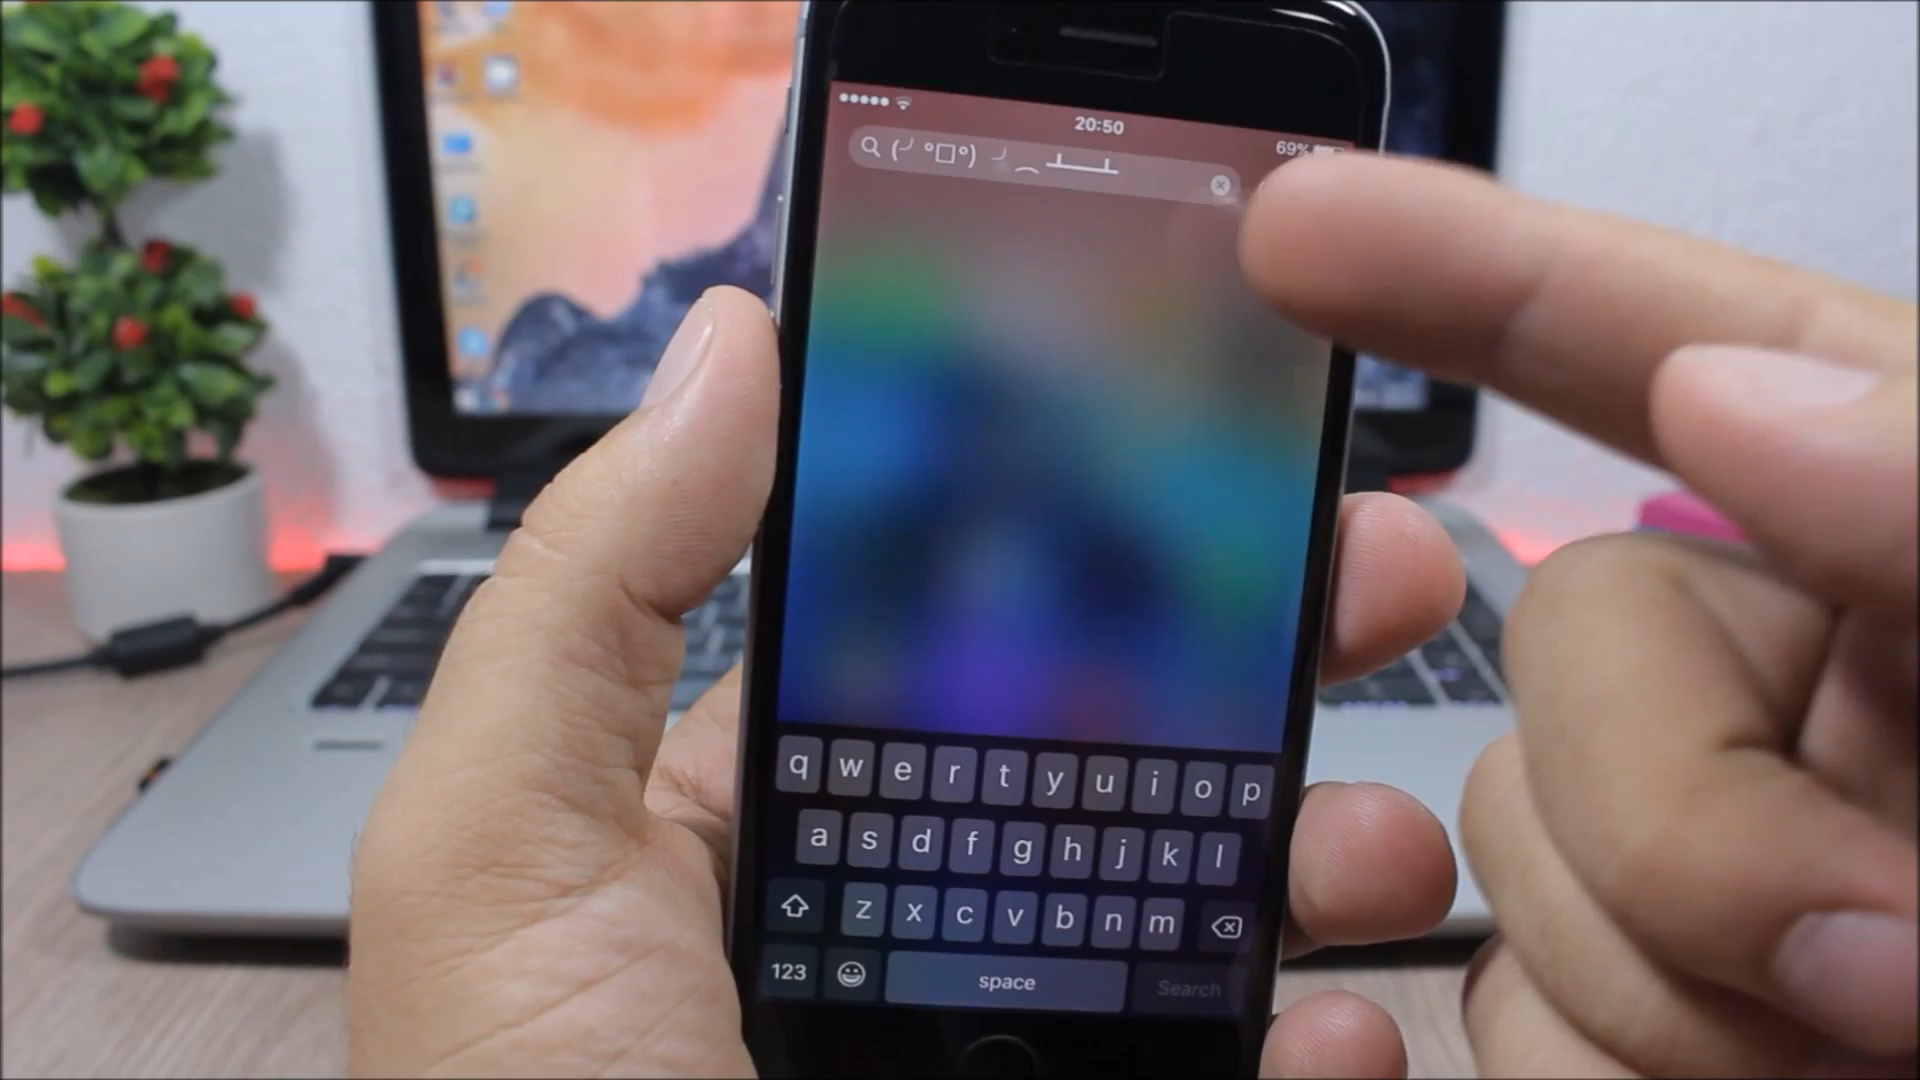 20:50
69%
(╯°□°)╯︵ ┻━┻
q w e r t y u i o p
a s d f g h j k l
z x c v b n m
123 space Search